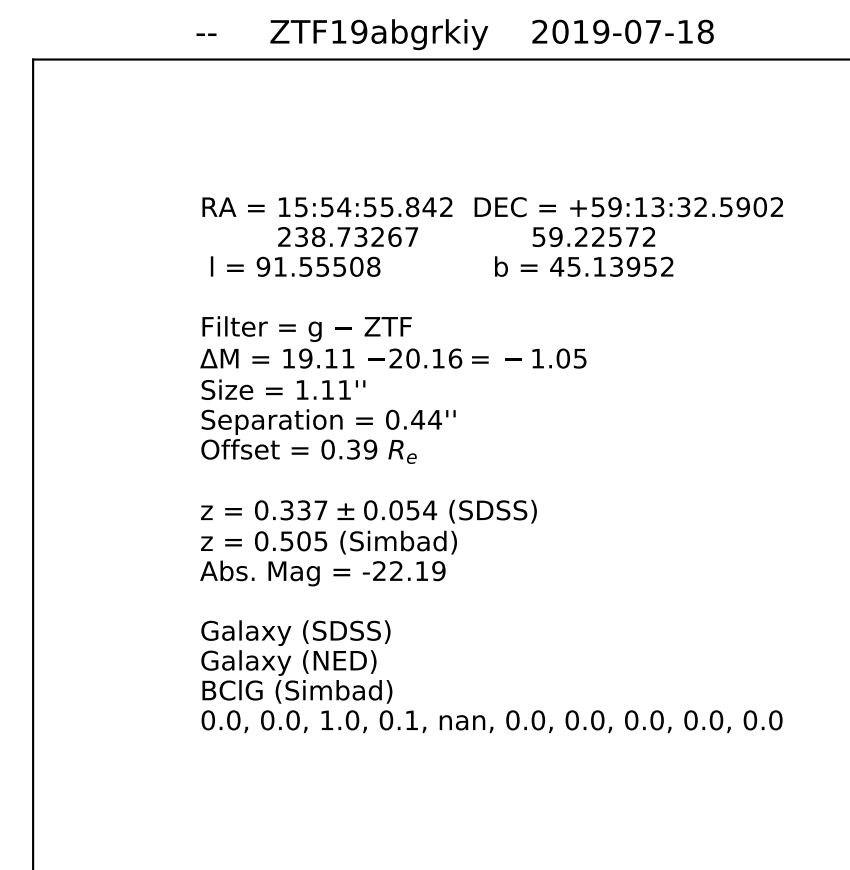 -- ZTF19abgrkiy 2019-07-18
RA = 15:54:55.842 DEC = +59:13:32.5902
238.73267 59.22572
l = 91.55508 b = 45.13952
Filter = g − ZTF
ΔM = 19.11 −20.16 = − 1.05
Size = 1.11''
Separation = 0.44''
Offset = 0.39 Rₑ
z = 0.337 ± 0.054 (SDSS)
z = 0.505 (Simbad)
Abs. Mag = -22.19
Galaxy (SDSS)
Galaxy (NED)
BClG (Simbad)
0.0, 0.0, 1.0, 0.1, nan, 0.0, 0.0, 0.0, 0.0, 0.0